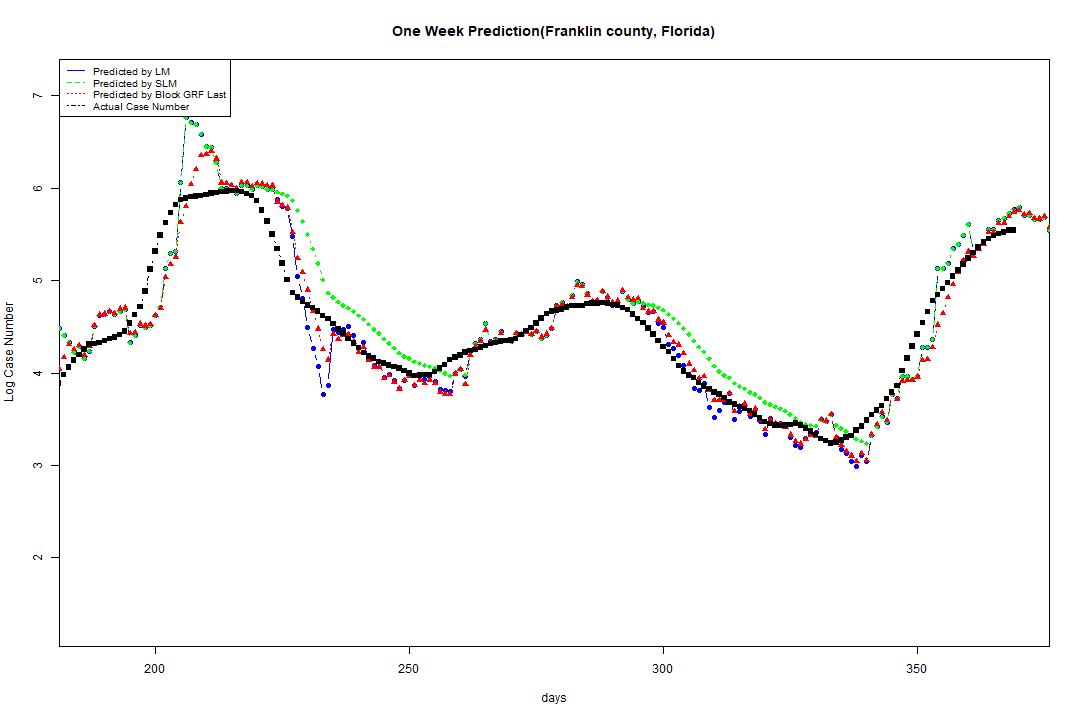 One Week Prediction(Franklin county, Florida)
Predicted by LM
Predicted by SLM
Predicted by Block GRF Last
Actual Case Number
7
6
5
4
3
2
Log Case Number
200
250
300
350
days